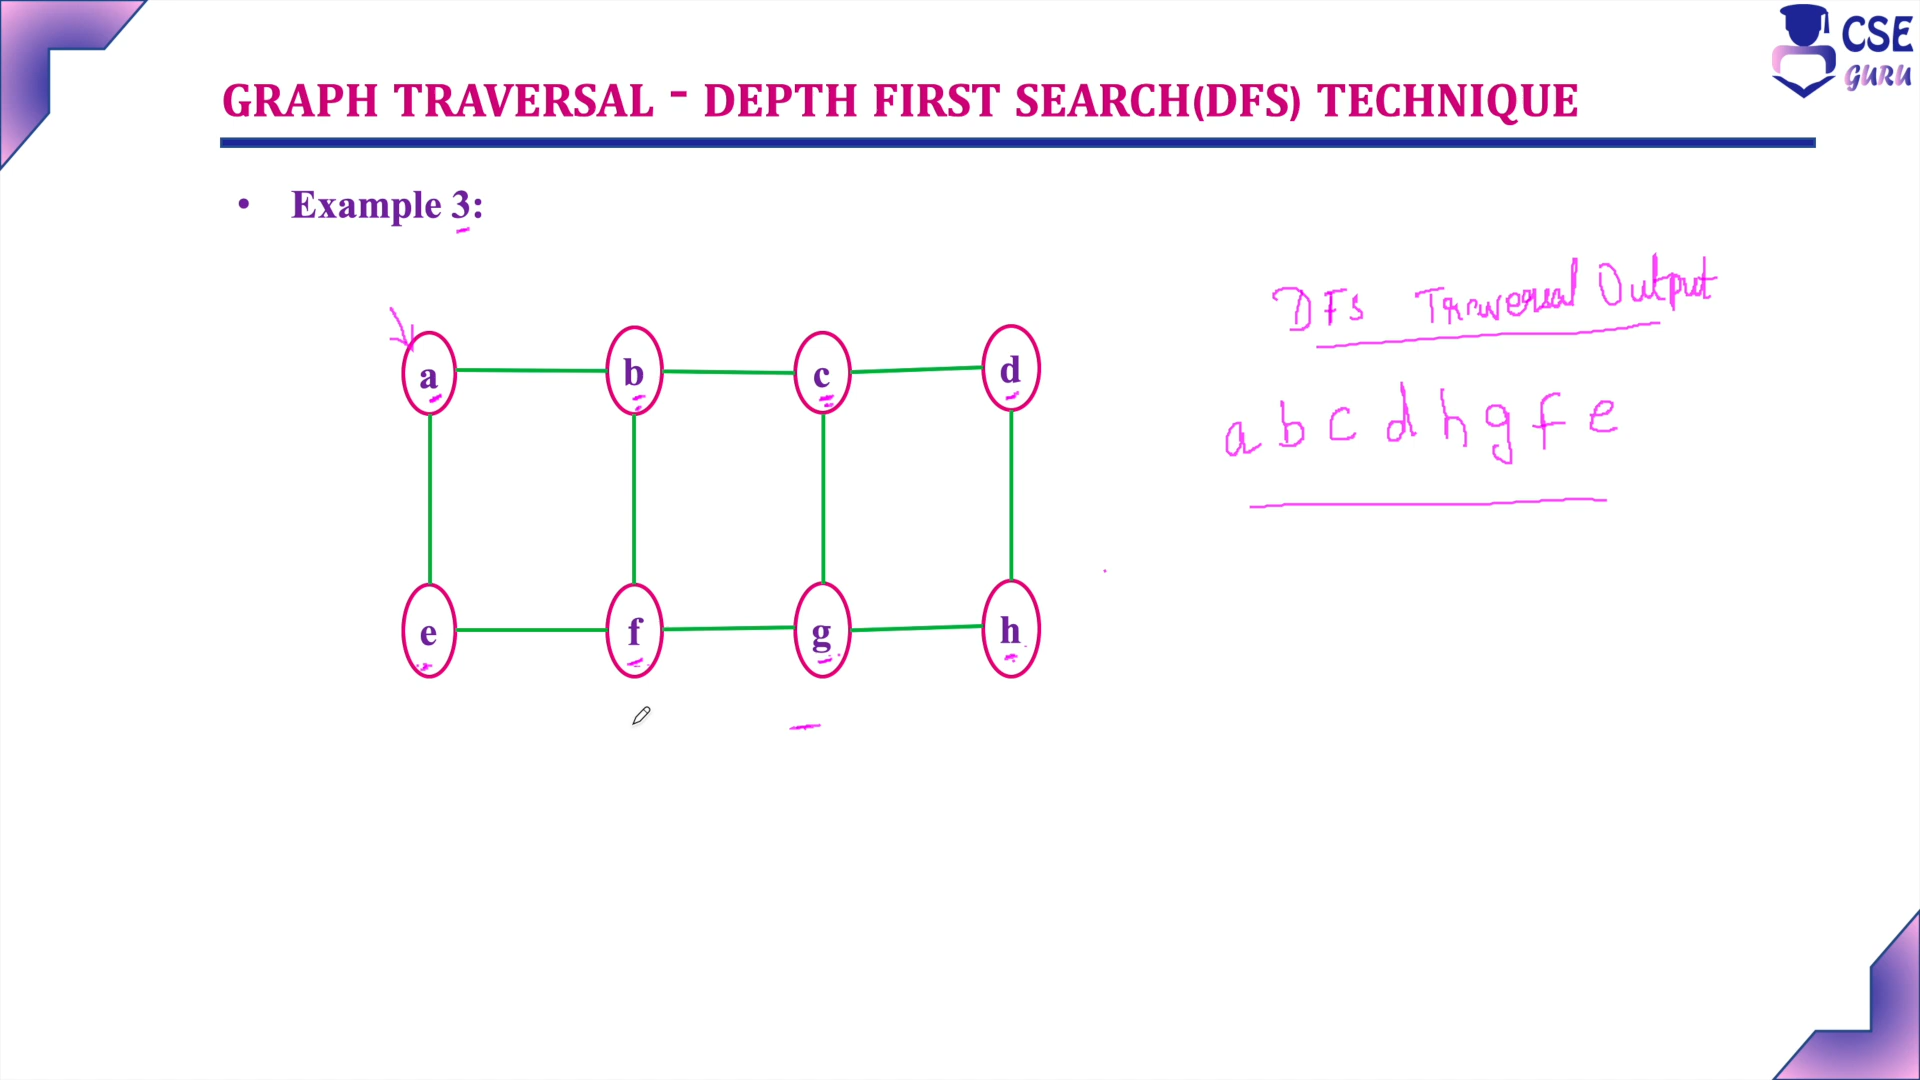 CSE
GURU
GRAPH TRAVERSAL - DEPTH FIRST SEARCH(DFS) TECHNIQUE
• Example 3:
DFS Traversal Output
a b c d
a b c d h g f e
e f g h